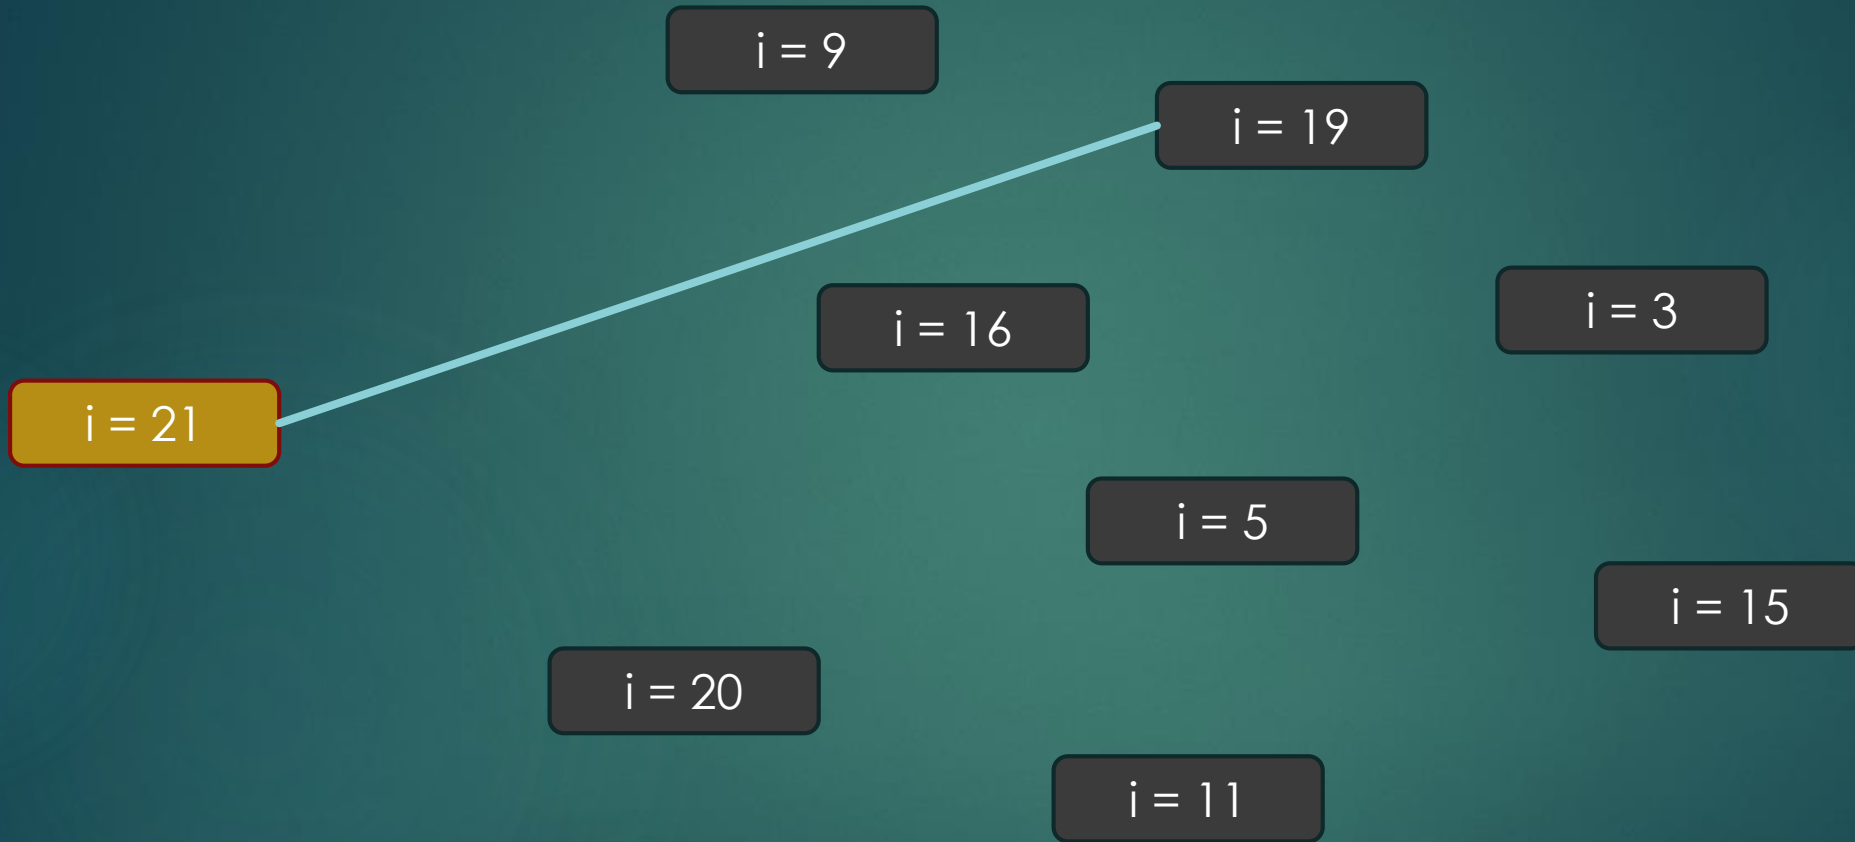 i = 9
i = 19
i = 3
i = 16
i = 21
i = 5
i = 15
i = 20
i = 11